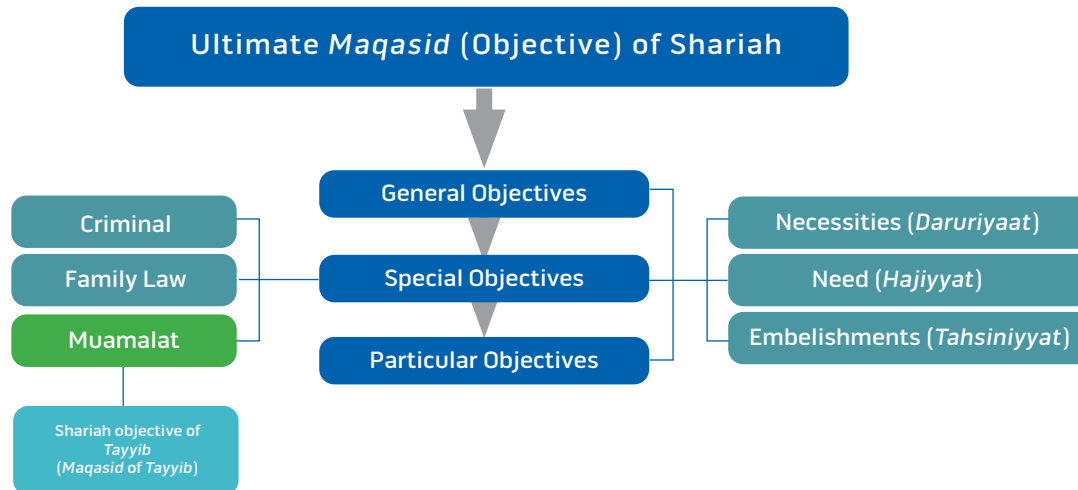 Ultimate Maqasid (Objective) of Shariah
General Objectives
Special Objectives
Particular Objectives
Criminal
Family Law
Muamalat
Shariah objective of
Tayyib
(Maqasid of Tayyib)
Necessities (Daruriyaat)
Need (Hajiyyat)
Embelishments (Tahsiniyyat)